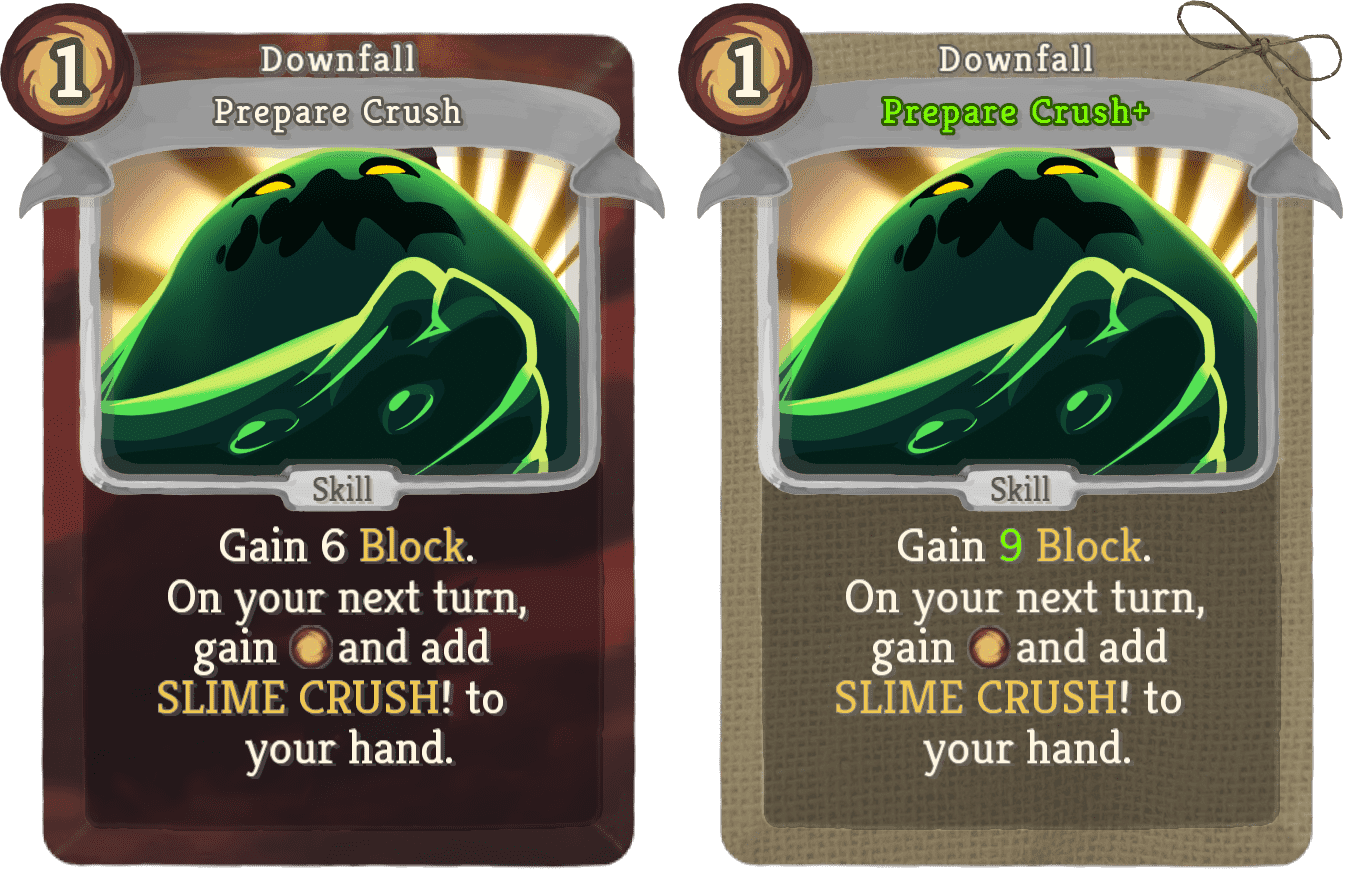 1
Downfall
Prepare Crush
Skill
Gain 6 Block.
On your next turn,
gain and add
SLIME CRUSH! to
your hand.
1
Downfall
Prepare Crush+
Skill
Gain 9 Block.
On your next turn,
gain and add
SLIME CRUSH! to
your hand.